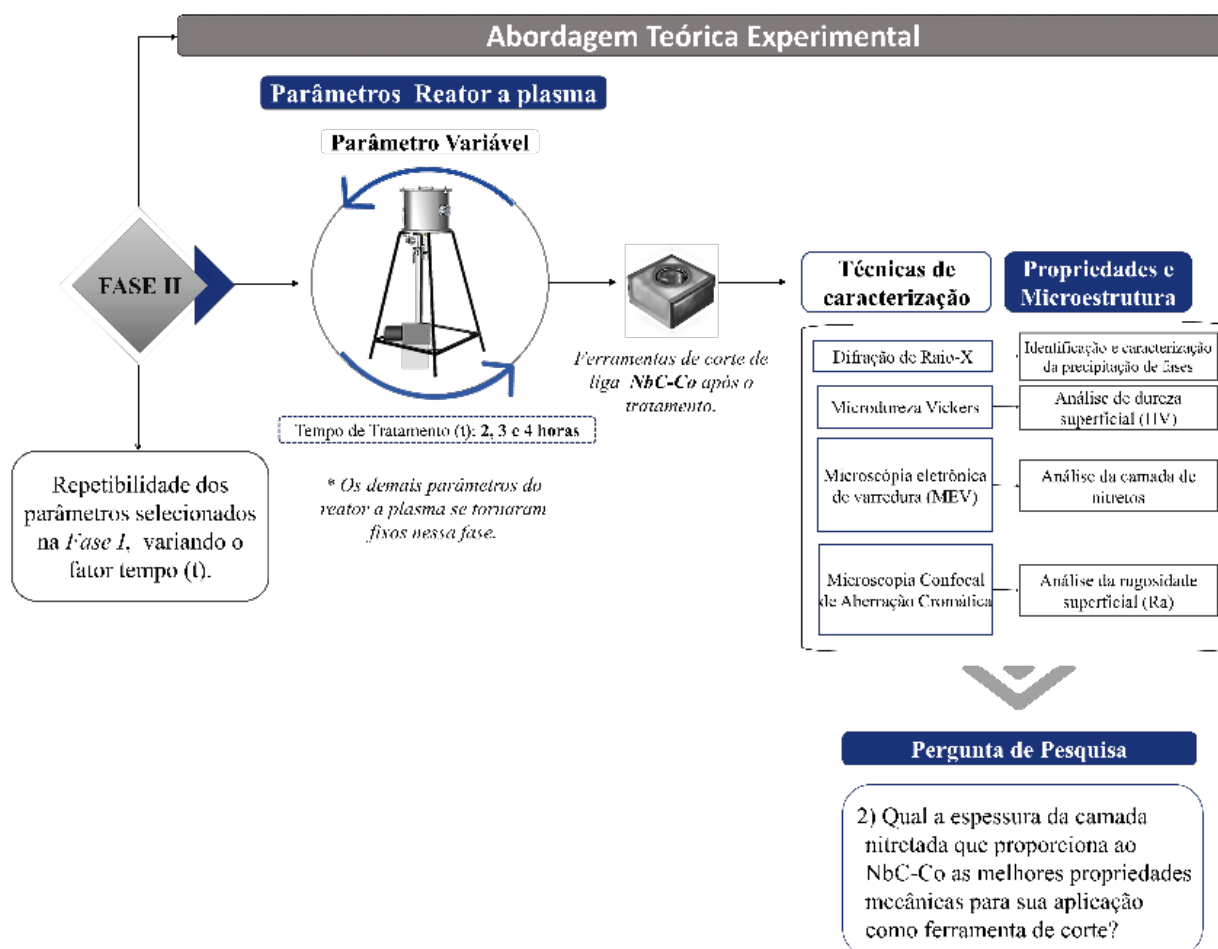 Abordagem Teórica Experimental
Parâmetros Reator a plasma
Parâmetro Variável
FASE II
Tempo de Tratamento (t): 2, 3 e 4 horas
* Os demais parâmetros do
reator a plasma se tornaram
fixos nessa fase.
Repetibilidade dos
parâmetros selecionados
na Fase I, variando o
fator tempo (t).
Ferramentas de corte de
liga NbC-Co após o
tratamento.
Técnicas de
caracterização
Propriedades e
Microestrutura
Difração de Raio-X
Identificação e caracterização
da precipitação de fases
Microdureza Vickers
Análise de dureza
superficial (HV)
Microscópia eletrônica
de varredura (MEV)
Análise da camada de
nitretos
Microscopia Confocal
de Aberração Cromática
Análise da rugosidade
superficial (Ra)
Pergunta de Pesquisa
2) Qual a espessura da camada
nitretada que proporciona ao
NbC-Co as melhores propriedades
mecânicas para sua aplicação
como ferramenta de corte?